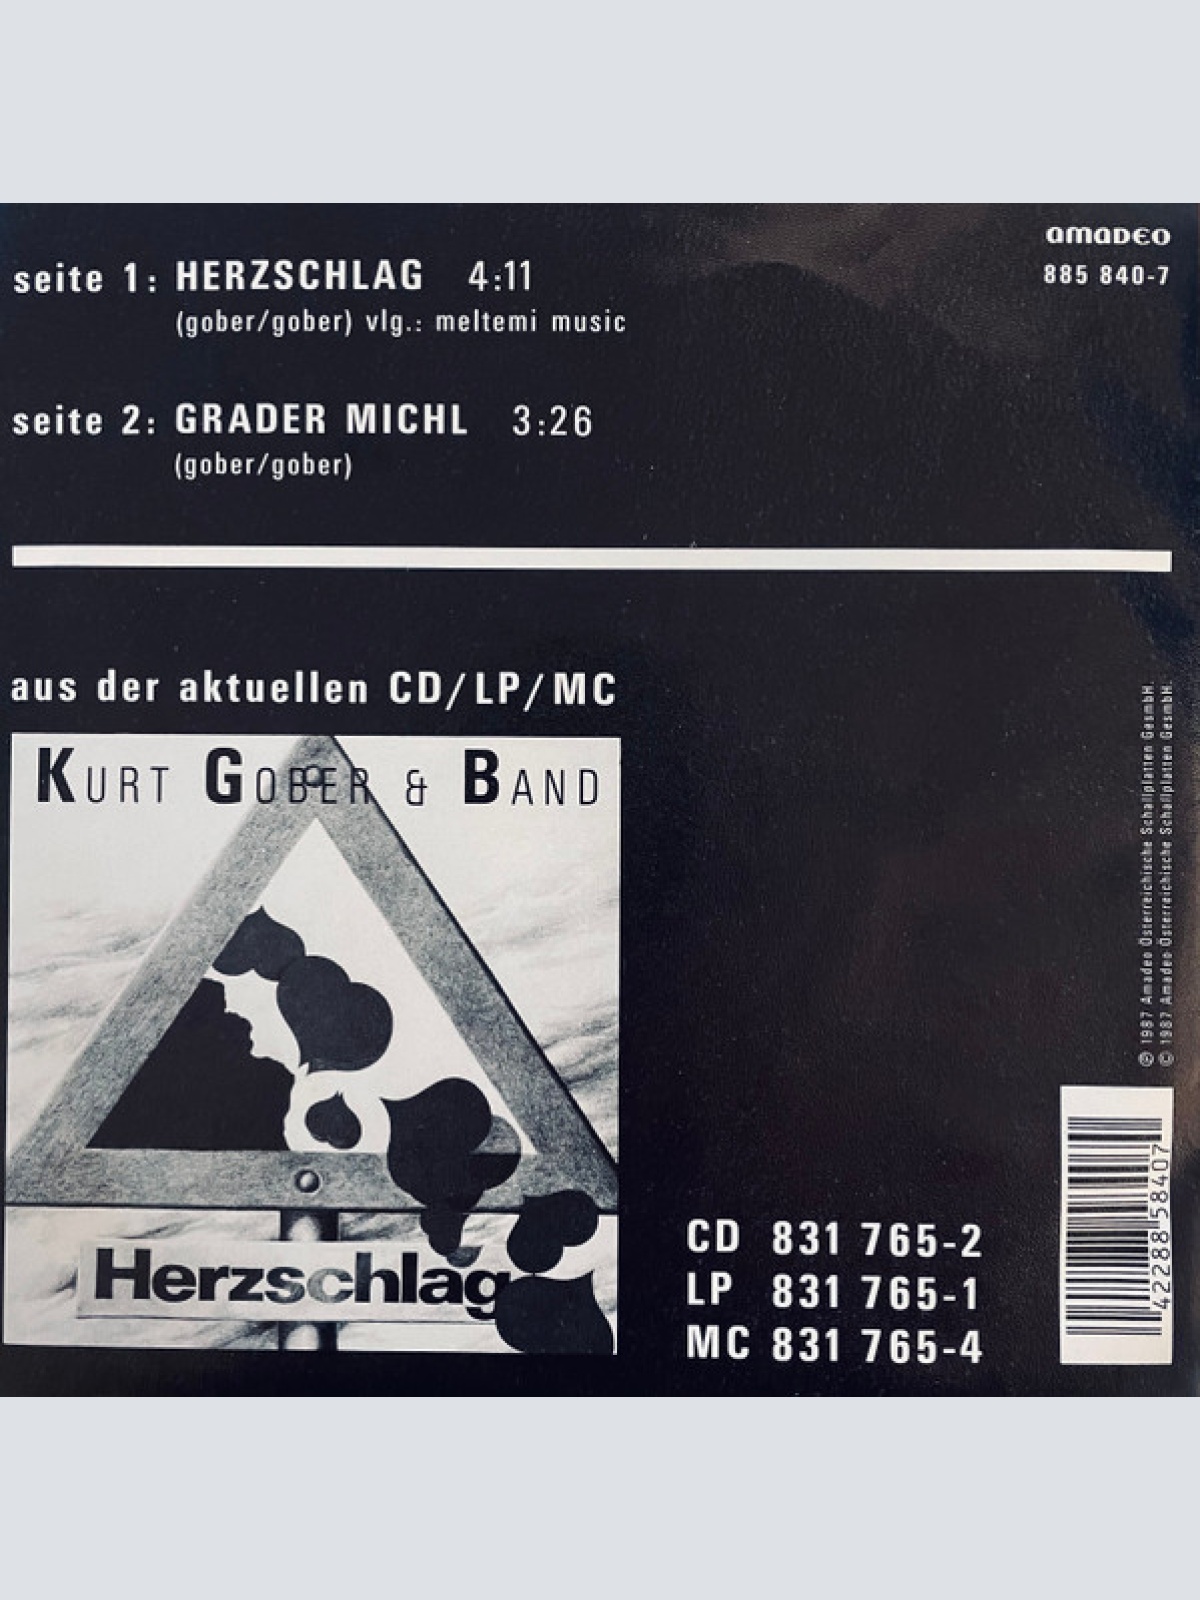 amadeo
885 840-7
seite 1: HERZSCHLAG 4:11
(gober/gober) vlg.: meltemi music
seite 2: GRADER MICHL 3:26
(gober/gober)
aus der aktuellen CD/LP/MC
KURT GOBER & BAND
Herzschlag
CD 831 765-2
LP 831 765-1
MC 831 765-4
℗ 1987 Amadeo Österreichische Schallplatten GesmbH.
© 1987 Amadeo Österreichische Schallplatten GesmbH.
42288 58407